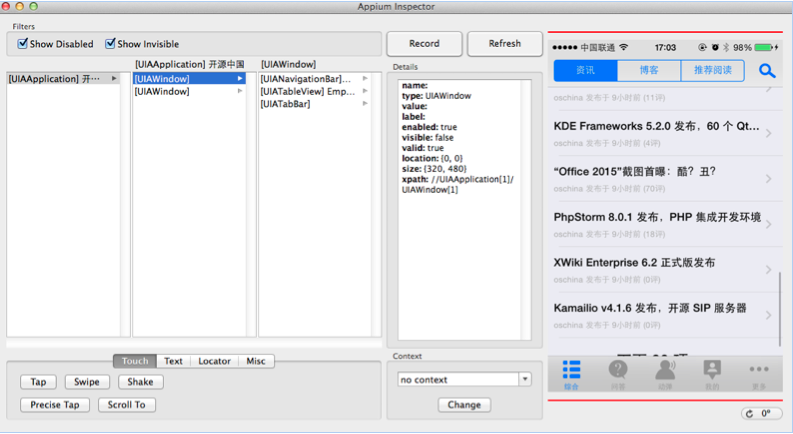 Appium Inspector
Filters
Show Disabled
Show Invisible
Record
Refresh
[UIAApplication] 开源中国
[UIAWindow]
[UIAApplication] 开…
[UIAWindow]
[UIAWindow]
[UIANavigationBar]…
[UIATableView] Emp…
[UIATabBar]
Details
name:
type: UIAWindow
value:
label:
enabled: true
visible: false
valid: true
location: {0, 0}
size: {320, 480}
xpath: //UIAApplication[1]/
UIAWindow[1]
Touch
Text
Locator
Misc
Tap
Swipe
Shake
Precise Tap
Scroll To
Context
no context
Change
中国联通
17:03
98%
资讯
博客
推荐阅读
oschina 发布于 9小时前 (11评)
KDE Frameworks 5.2.0 发布，60 个 Qt...
oschina 发布于 9小时前 (4评)
“Office 2015”截图首曝：酷？丑？
oschina 发布于 9小时前 (70评)
PhpStorm 8.0.1 发布，PHP 集成开发环境
oschina 发布于 9小时前 (18评)
XWiki Enterprise 6.2 正式版发布
oschina 发布于 9小时前 (0评)
Kamailio v4.1.6 发布，开源 SIP 服务器
oschina 发布于 9小时前 (0评)
综合
问答
动弹
我的
更多
0°